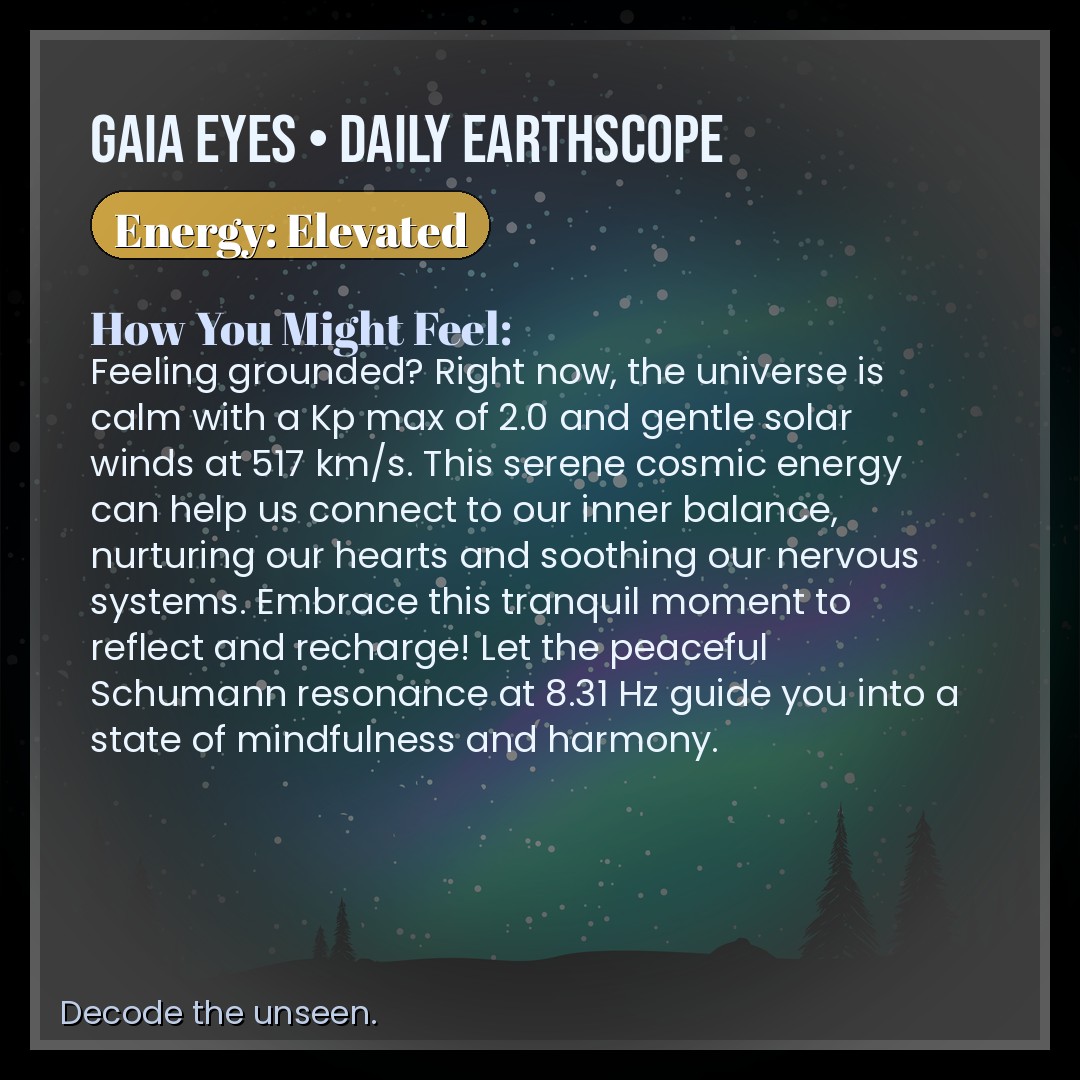 GAIA EYES • DAILY EARTHSCOPE
Energy: Elevated
How You Might Feel:
Feeling grounded? Right now, the universe is
calm with a Kp max of 2.0 and gentle solar
winds at 517 km/s. This serene cosmic energy
can help us connect to our inner balance,
nurturing our hearts and soothing our nervous
systems. Embrace this tranquil moment to
reflect and recharge! Let the peaceful
Schumann resonance at 8.31 Hz guide you into a
state of mindfulness and harmony.
Decode the unseen.